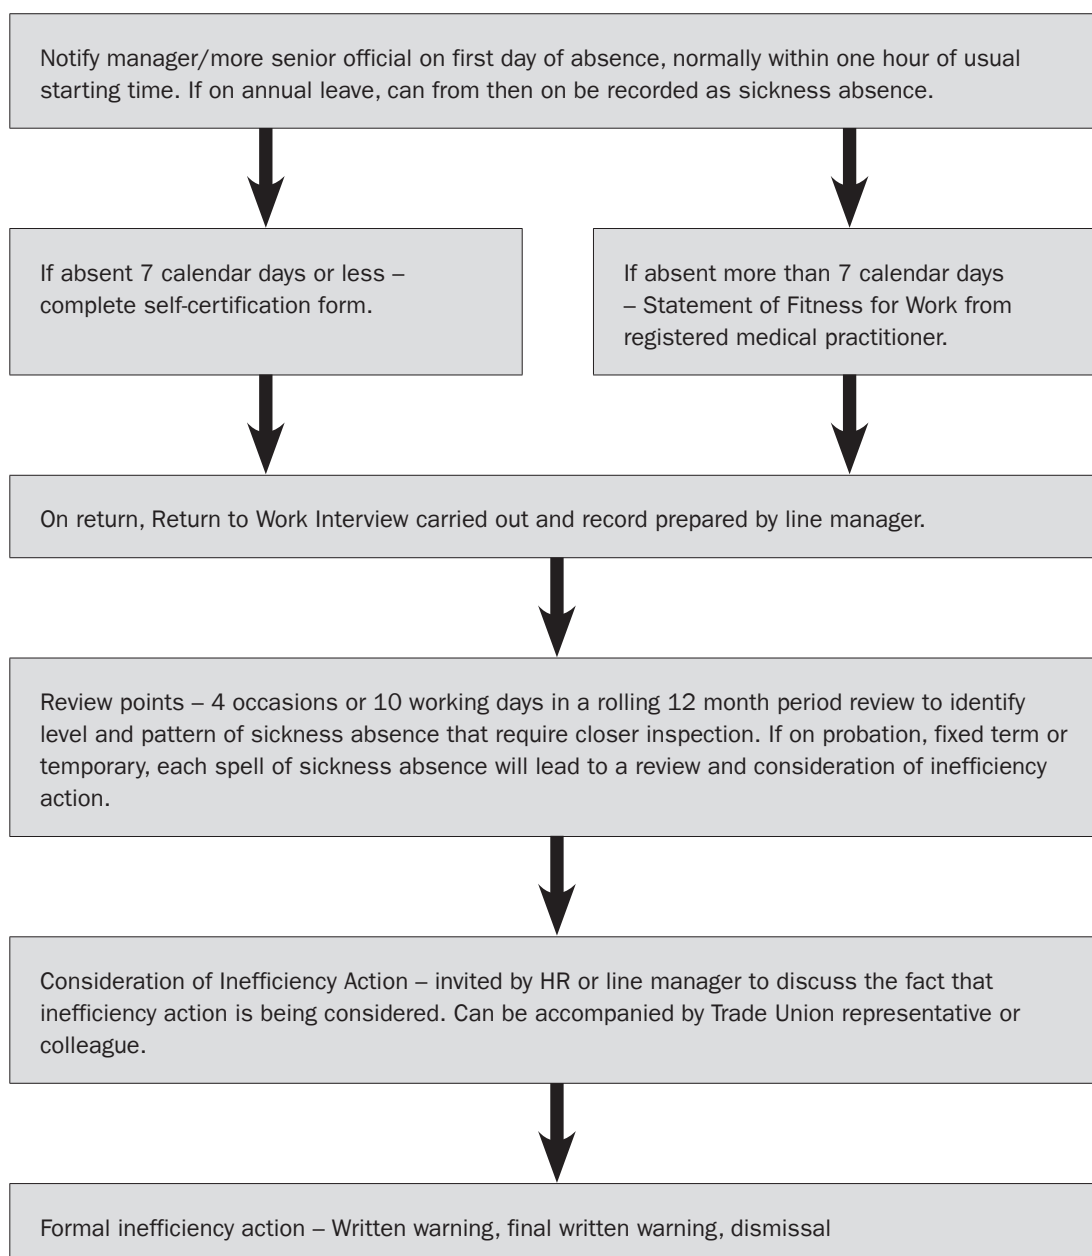 Notify manager/more senior official on first day of absence, normally within one hour of usual
starting time. If on annual leave, can from then on be recorded as sickness absence.
If absent 7 calendar days or less –
complete self-certification form.
If absent more than 7 calendar days
– Statement of Fitness for Work from
registered medical practitioner.
On return, Return to Work Interview carried out and record prepared by line manager.
Review points – 4 occasions or 10 working days in a rolling 12 month period review to identify
level and pattern of sickness absence that require closer inspection. If on probation, fixed term or
temporary, each spell of sickness absence will lead to a review and consideration of inefficiency
action.
Consideration of Inefficiency Action – invited by HR or line manager to discuss the fact that
inefficiency action is being considered. Can be accompanied by Trade Union representative or
colleague.
Formal inefficiency action – Written warning, final written warning, dismissal